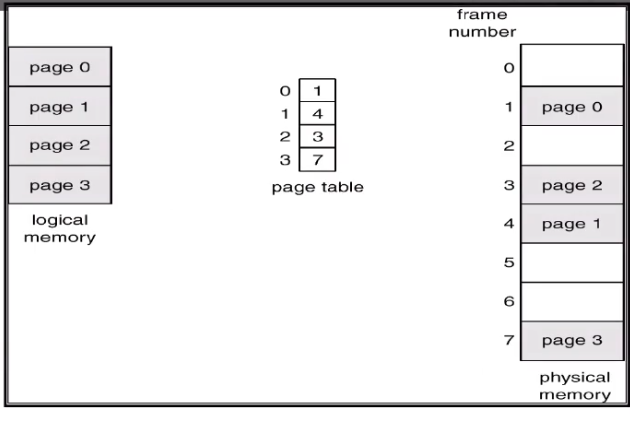 frame
number
page 0
page 1
page 2
page 3
logical
memory
0 1
1 4
2 3
3 7
page table
0
1 page 0
2
3 page 2
4 page 1
5
6
7 page 3
physical
memory